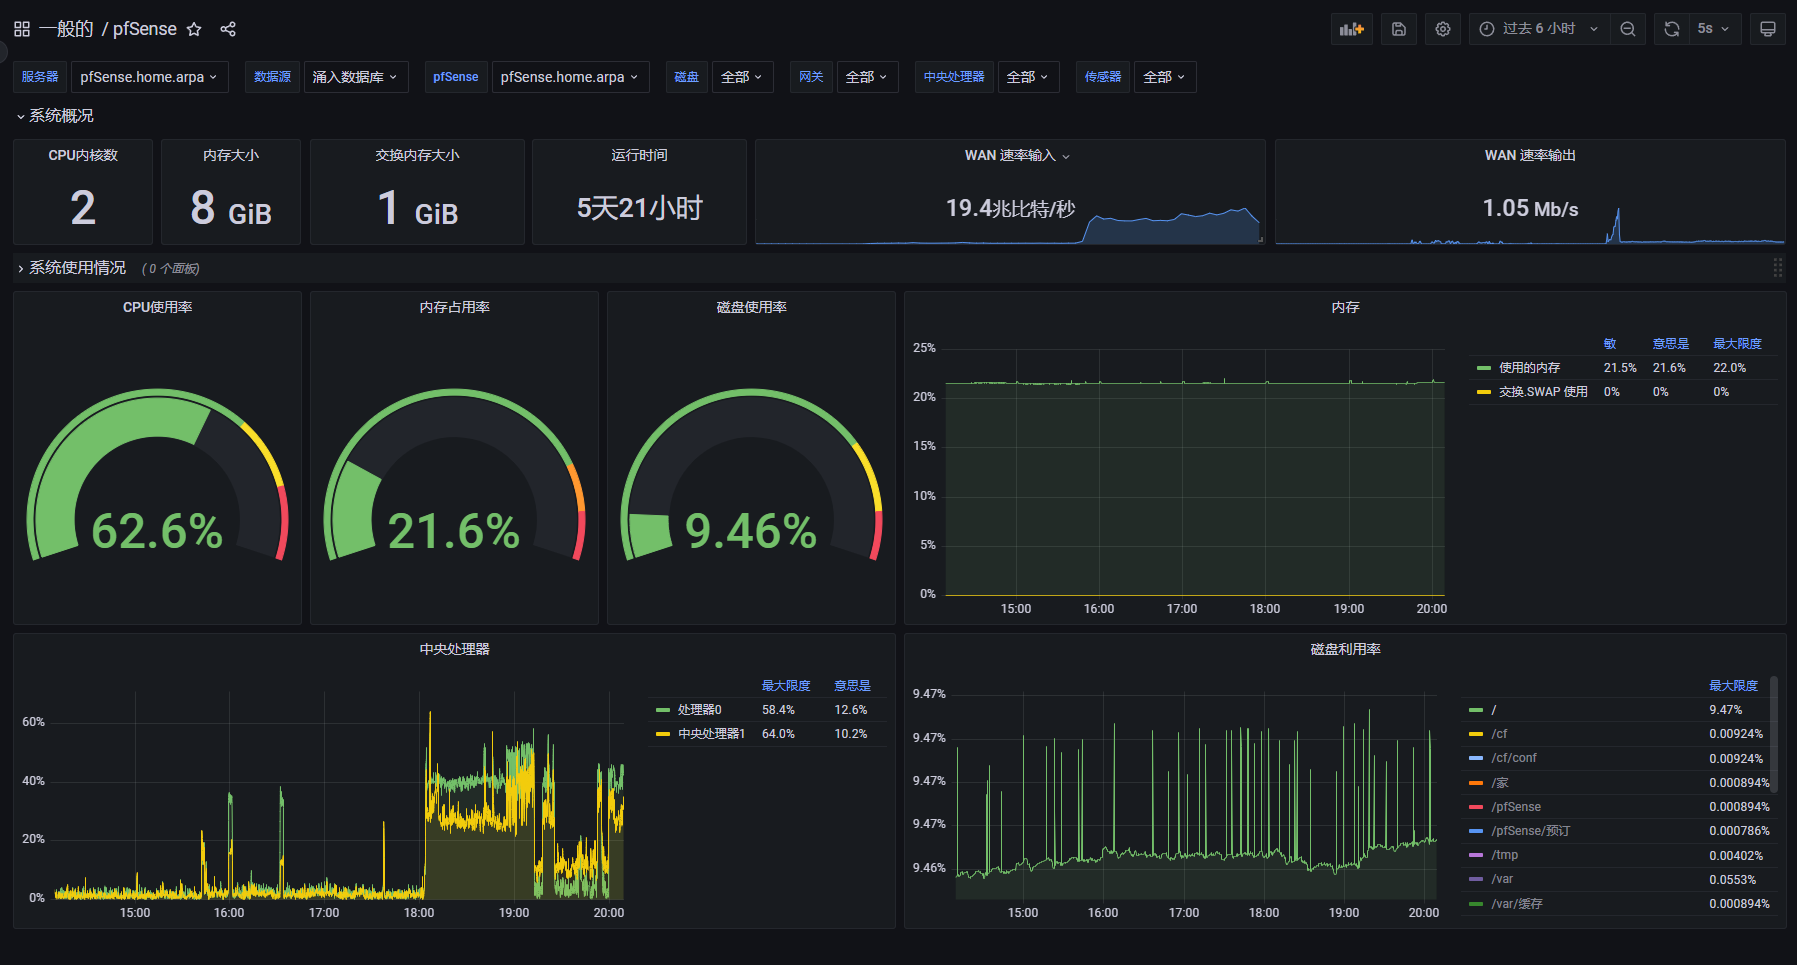 一般的 / pfSense
过去 6 小时
5s
服务器 pfSense.home.arpa 数据源 涌入数据库 pfSense pfSense.home.arpa 磁盘 全部 网关 全部 中央处理器 全部 传感器 全部
系统概况
CPU内核数
2
内存大小
8 GiB
交换内存大小
1 GiB
运行时间
5天21小时
WAN 速率输入
19.4兆比特/秒
WAN 速率输出
1.05 Mb/s
系统使用情况 ( 0 个面板)
CPU使用率
62.6%
内存占用率
21.6%
磁盘使用率
9.46%
内存
25%
20%
15%
10%
5%
0%
15:00 16:00 17:00 18:00 19:00 20:00
敏 意思是 最大限度
使用的内存 21.5% 21.6% 22.0%
交换.SWAP 使用 0% 0% 0%
中央处理器
60%
40%
20%
0%
15:00 16:00 17:00 18:00 19:00 20:00
最大限度 意思是
处理器0 58.4% 12.6%
中央处理器1 64.0% 10.2%
磁盘利用率
9.47%
9.47%
9.47%
9.47%
9.46%
15:00 16:00 17:00 18:00 19:00 20:00
最大限度
/ 9.47%
/cf 0.00924%
/cf/conf 0.00924%
/家 0.000894%
/pfSense 0.000894%
/pfSense/预订 0.000786%
/tmp 0.00402%
/var 0.0553%
/var/缓存 0.000894%